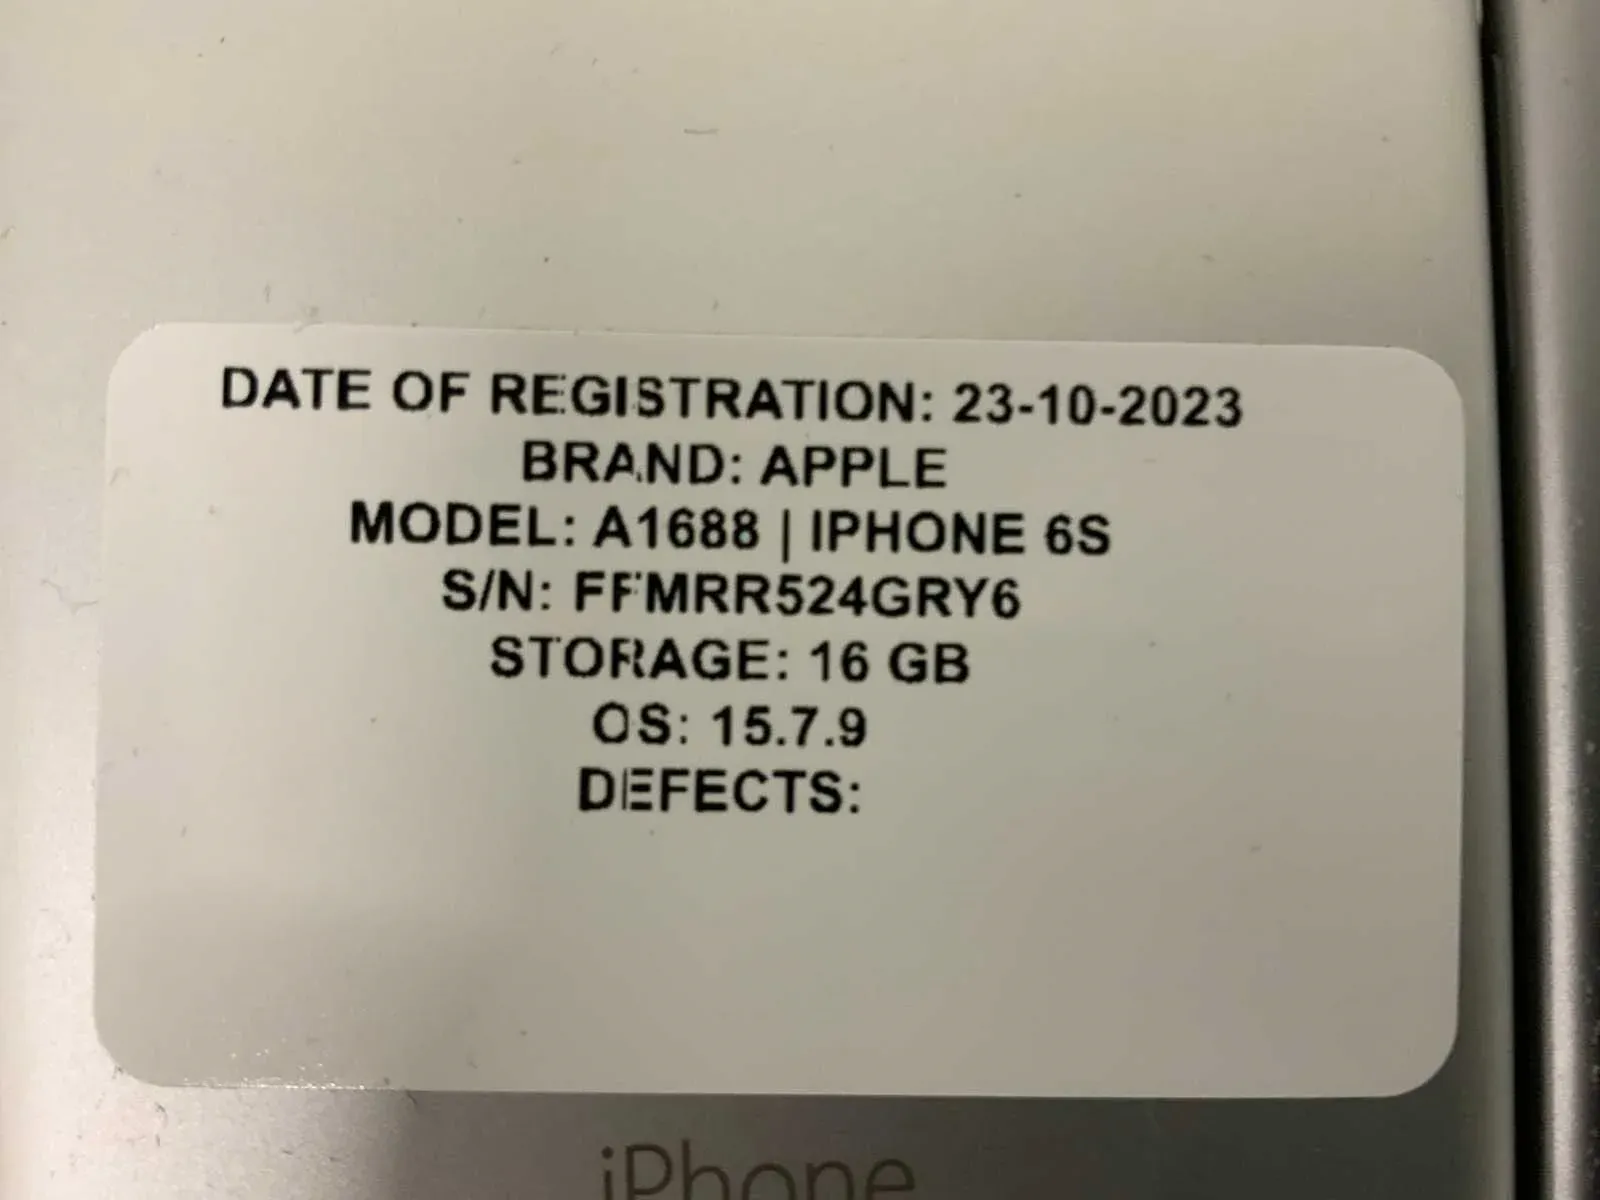 DATE OF REGISTRATION: 23-10-2023
BRAND: APPLE
MODEL: A1688 | IPHONE 6S
S/N: FFMRR524GRY6
STORAGE: 16 GB
OS: 15.7.9
DEFECTS:
iPhone